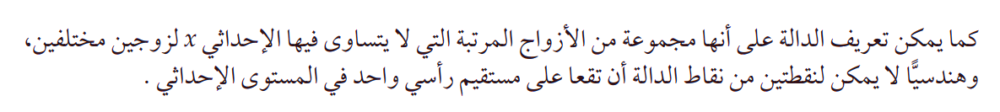 كما يمكن تعريف الدالة على أنها مجموعة من الأزواج المرتبة التي لا يتساوى فيها الإحداثي x لزوجين مختلفين،
وهندسيًّا لا يمكن لنقطتين من نقاط الدالة أن تقعا على مستقيم رأسي واحد في المستوى الإحداثي .